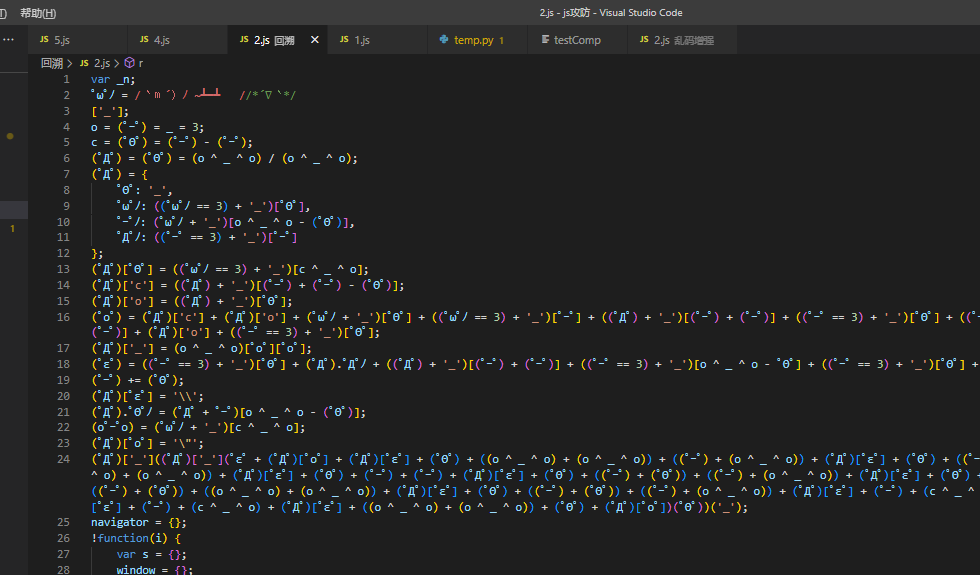 T) 帮助(H)
2.js - js攻防 - Visual Studio Code
··· JS 5.js JS 4.js JS 2.js 回溯 × JS 1.js temp.py 1 testComp JS 2.js 乱码增强
回溯 > JS 2.js > r
1 var _n;
2 ﾟωﾟﾉ = /｀ｍ´）ﾉ ~┻━┻ //*´∇｀*/
3 ['_'];
4 o = (ﾟｰﾟ) = _ = 3;
5 c = (ﾟΘﾟ) = (ﾟｰﾟ) - (ﾟｰﾟ);
6 (ﾟДﾟ) = (ﾟΘﾟ) = (o ^ _ ^ o) / (o ^ _ ^ o);
7 (ﾟДﾟ) = {
8 ﾟΘﾟ: '_',
9 ﾟωﾟﾉ: ((ﾟωﾟﾉ == 3) + '_')[ﾟΘﾟ],
10 ﾟｰﾟﾉ: (ﾟωﾟﾉ + '_')[o ^ _ ^ o - (ﾟΘﾟ)],
11 ﾟДﾟﾉ: ((ﾟｰﾟ == 3) + '_')[ﾟｰﾟ]
12 };
13 (ﾟДﾟ)[ﾟΘﾟ] = ((ﾟωﾟﾉ == 3) + '_')[c ^ _ ^ o];
14 (ﾟДﾟ)['c'] = ((ﾟДﾟ) + '_')[(ﾟｰﾟ) + (ﾟｰﾟ) - (ﾟΘﾟ)];
15 (ﾟДﾟ)['o'] = ((ﾟДﾟ) + '_')[ﾟΘﾟ];
16 (ﾟoﾟ) = (ﾟДﾟ)['c'] + (ﾟДﾟ)['o'] + (ﾟωﾟﾉ + '_')[ﾟΘﾟ] + ((ﾟωﾟﾉ == 3) + '_')[ﾟｰﾟ] + ((ﾟДﾟ) + '_')[(ﾟｰﾟ) + (ﾟｰﾟ)] + ((ﾟｰﾟ == 3) + '_')[ﾟΘﾟ] + ((ﾟｰ
(ﾟｰﾟ)] + (ﾟДﾟ)['o'] + ((ﾟｰﾟ == 3) + '_')[ﾟΘﾟ];
17 (ﾟДﾟ)['_'] = (o ^ _ ^ o)[ﾟoﾟ][ﾟoﾟ];
18 (ﾟεﾟ) = ((ﾟｰﾟ == 3) + '_')[ﾟΘﾟ] + (ﾟДﾟ).ﾟДﾟﾉ + ((ﾟДﾟ) + '_')[(ﾟｰﾟ) + (ﾟｰﾟ)] + ((ﾟｰﾟ == 3) + '_')[o ^ _ ^ o - ﾟΘﾟ] + ((ﾟｰﾟ == 3) + '_')[ﾟΘﾟ] +
19 (ﾟｰﾟ) += (ﾟΘﾟ);
20 (ﾟДﾟ)[ﾟεﾟ] = '\\';
21 (ﾟДﾟ).ﾟΘﾟﾉ = (ﾟДﾟ + ﾟｰﾟ)[o ^ _ ^ o - (ﾟΘﾟ)];
22 (oﾟｰﾟo) = (ﾟωﾟﾉ + '_')[c ^ _ ^ o];
23 (ﾟДﾟ)[ﾟoﾟ] = '\"';
24 (ﾟДﾟ)['_']((ﾟДﾟ)['_'](ﾟεﾟ + (ﾟДﾟ)[ﾟoﾟ] + (ﾟДﾟ)[ﾟεﾟ] + (ﾟΘﾟ) + ((o ^ _ ^ o) + (o ^ _ ^ o)) + ((ﾟｰﾟ) + (o ^ _ ^ o)) + (ﾟДﾟ)[ﾟεﾟ] + (ﾟΘﾟ) + ((ﾟｰ
^ o) + (o ^ _ ^ o)) + (ﾟДﾟ)[ﾟεﾟ] + (ﾟΘﾟ) + (ﾟｰﾟ) + (ﾟｰﾟ) + (ﾟДﾟ)[ﾟεﾟ] + (ﾟΘﾟ) + ((ﾟｰﾟ) + (ﾟΘﾟ)) + ((ﾟｰﾟ) + (o ^ _ ^ o)) + (ﾟДﾟ)[ﾟεﾟ] + (ﾟΘﾟ) +
((ﾟｰﾟ) + (ﾟΘﾟ)) + ((o ^ _ ^ o) + (o ^ _ ^ o)) + (ﾟДﾟ)[ﾟεﾟ] + (ﾟΘﾟ) + ((ﾟｰﾟ) + (ﾟΘﾟ)) + ((ﾟｰﾟ) + (o ^ _ ^ o)) + (ﾟДﾟ)[ﾟεﾟ] + (ﾟｰﾟ) + (c ^ _ ^
[ﾟεﾟ] + (ﾟｰﾟ) + (c ^ _ ^ o) + (ﾟДﾟ)[ﾟεﾟ] + ((o ^ _ ^ o) + (o ^ _ ^ o)) + (ﾟΘﾟ) + (ﾟДﾟ)[ﾟoﾟ])(ﾟΘﾟ))('_');
25 navigator = {};
26 !function(i) {
27 var s = {};
28 window = {};
1